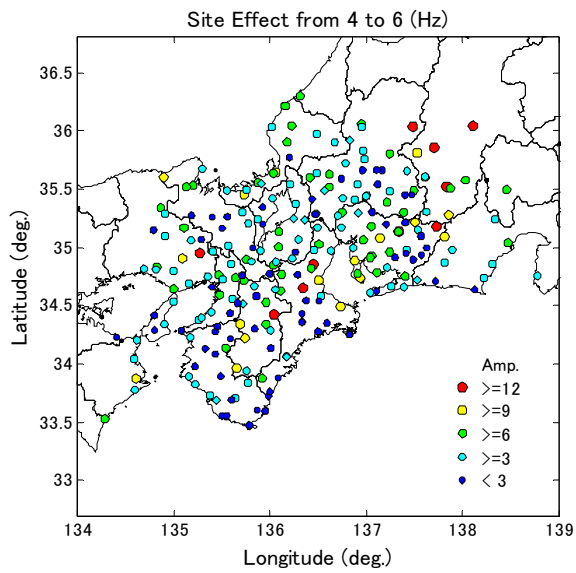 Site Effect from 4 to 6 (Hz)
Latitude (deg.)
36.5
36
35.5
35
34.5
34
33.5
33
Amp.
>=12
>=9
>=6
>=3
< 3
134 135 136 137 138 139
Longitude (deg.)